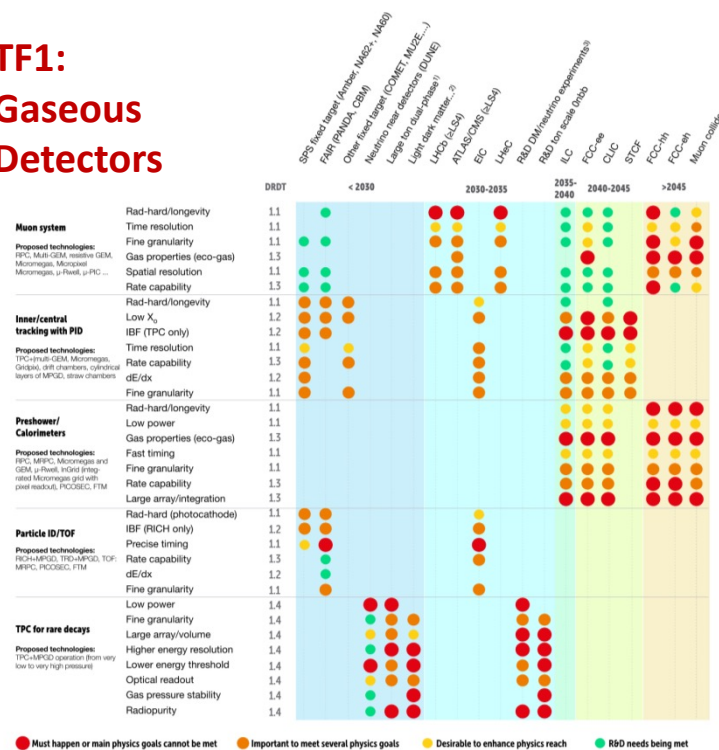 TF1:
Gaseous
Detectors
SPS fixed target (Amber, NA62+, NA60)
FAIR (PANDA, CBM)
Other fixed target (COMET, MU2E,...)
Neutrino near detectors (DUNE)
Large ton dual-phase 1)
Light dark matter... 2)
LHCb (≥LS4)
ATLAS/CMS (≥LS4)
EIC
LHeC
R&D DM/neutrino experiments 3)
R&D ton scale 0nbb
ILC
FCC-ee
CLIC
STCF
FCC-hh
FCC-eh
Muon collide
DRDT
< 2030
2030-2035
2035-
2040
2040-2045
>2045
Muon system
Proposed technologies:
RPC, Multi-GEM, resistive GEM,
Micromegas, Micropixel
Micromegas, μ-Rwell, μ-PIC ...
Rad-hard/longevity 1.1
Time resolution 1.1
Fine granularity 1.1
Gas properties (eco-gas) 1.3
Spatial resolution 1.1
Rate capability 1.3
Inner/central
tracking with PID
Proposed technologies:
TPC+(multi-GEM, Micromegas,
Gridpix), drift chambers, cylindrical
layers of MPGD, straw chambers
Rad-hard/longevity 1.1
Low X₀ 1.2
IBF (TPC only) 1.2
Time resolution 1.1
Rate capability 1.3
dE/dx 1.2
Fine granularity 1.1
Preshower/
Calorimeters
Proposed technologies:
RPC, MRPC, Micromegas and
GEM, μ-Rwell, InGrid (integ-
rated Micromegas grid with
pixel readout), PICOSEC, FTM
Rad-hard/longevity 1.1
Low power 1.1
Gas properties (eco-gas) 1.3
Fast timing 1.1
Fine granularity 1.1
Rate capability 1.3
Large array/integration 1.3
Particle ID/TOF
Proposed technologies:
RICH+MPGD, TRD+MPGD, TOF:
MRPC, PICOSEC, FTM
Rad-hard (photocathode) 1.1
IBF (RICH only) 1.2
Precise timing 1.1
Rate capability 1.3
dE/dx 1.2
Fine granularity 1.1
TPC for rare decays
Proposed technologies:
TPC+MPGD operation (from very
low to very high pressure)
Low power 1.4
Fine granularity 1.4
Large array/volume 1.4
Higher energy resolution 1.4
Lower energy threshold 1.4
Optical readout 1.4
Gas pressure stability 1.4
Radiopurity 1.4
Must happen or main physics goals cannot be met
Important to meet several physics goals
Desirable to enhance physics reach
R&D needs being met